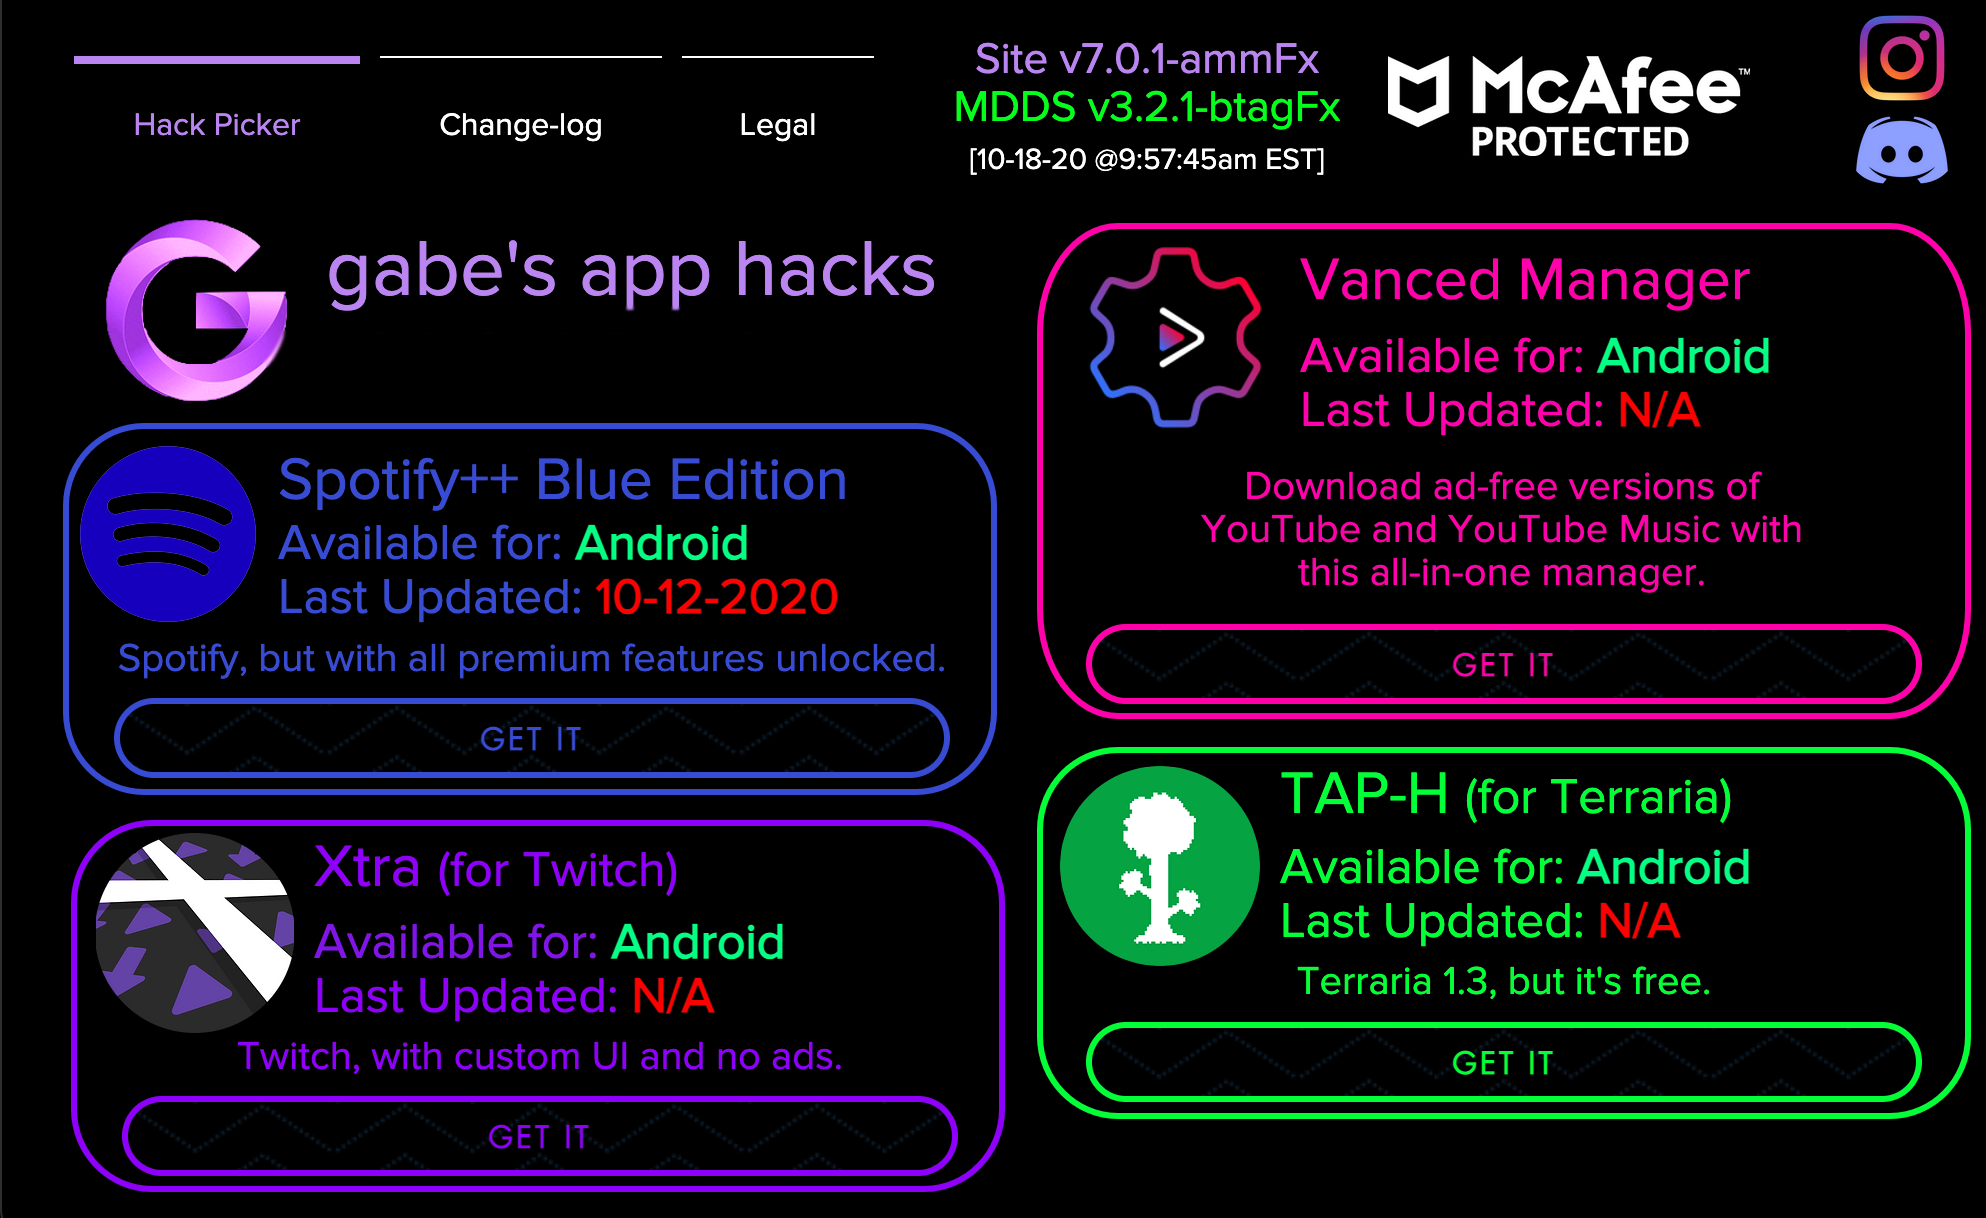 Hack Picker
Change-log
Legal
Site v7.0.1-ammFx
MDDS v3.2.1-btagFx
[10-18-20 @9:57:45am EST]
McAfee™
PROTECTED
gabe's app hacks
Spotify++ Blue Edition
Available for: Android
Last Updated: 10-12-2020
Spotify, but with all premium features unlocked.
GET IT
Xtra (for Twitch)
Available for: Android
Last Updated: N/A
Twitch, with custom UI and no ads.
GET IT
Vanced Manager
Available for: Android
Last Updated: N/A
Download ad-free versions of
YouTube and YouTube Music with
this all-in-one manager.
GET IT
TAP-H (for Terraria)
Available for: Android
Last Updated: N/A
Terraria 1.3, but it's free.
GET IT